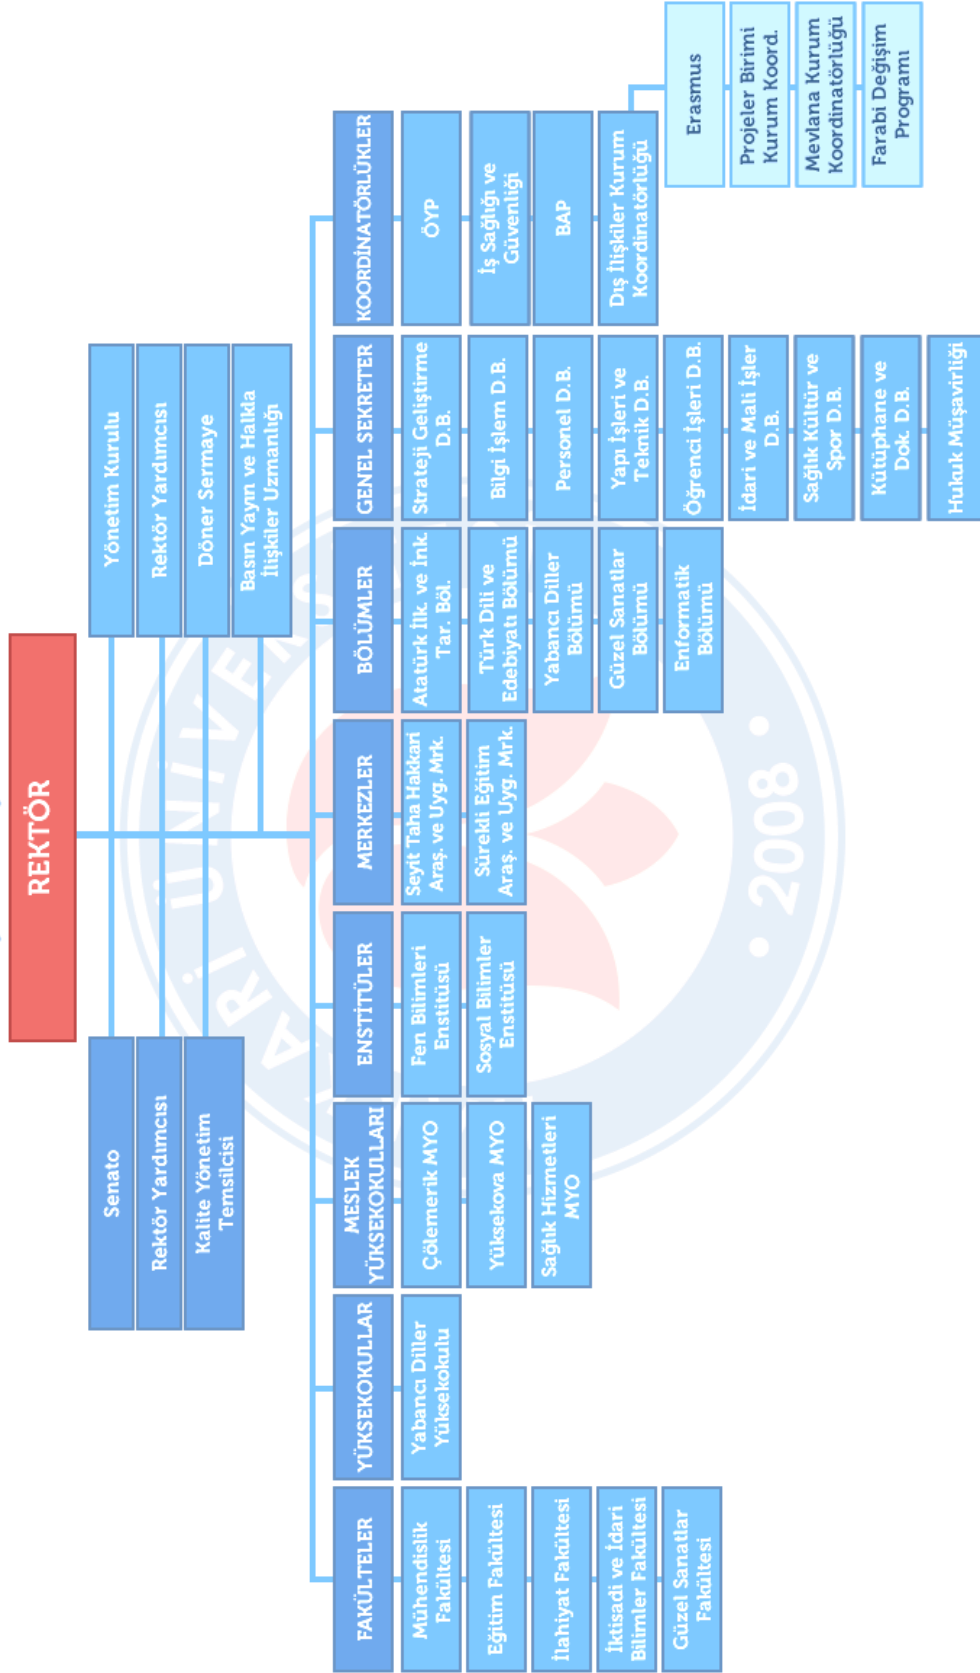 REKTÖR
Senato
Rektör Yardımcısı
Kalite Yönetim
Temsilcisi
Yönetim Kurulu
Rektör Yardımcısı
Döner Sermaye
Basın Yayın ve Halkla
İlişkiler Uzmanlığı
FAKÜLTELER
Mühendislik
Fakültesi
Eğitim Fakültesi
İlahiyat Fakültesi
İktisadi ve İdari
Bilimler Fakültesi
Güzel Sanatlar
Fakültesi
YÜKSEKOKULLAR
Yabancı Diller
Yüksekokulu
MESLEK
YÜKSEKOKULLARI
Çölemerik MYO
Yüksekova MYO
Sağlık Hizmetleri
MYO
ENSTİTÜLER
Fen Bilimleri
Enstitüsü
Sosyal Bilimler
Enstitüsü
MERKEZLER
Seyit Taha Hakkari
Araş. ve Uyg. Mrk.
Sürekli Eğitim
Araş. ve Uyg. Mrk.
BÖLÜMLER
Atatürk İlk. ve İnk.
Tar. Böl.
Türk Dili ve
Edebiyatı Bölümü
Yabancı Diller
Bölümü
Güzel Sanatlar
Bölümü
Enformatik
Bölümü
GENEL SEKRETER
Strateji Geliştirme
D.B.
Bilgi İşlem D.B.
Personel D.B.
Yapı İşleri ve
Teknik D.B.
Öğrenci İşleri D.B.
İdari ve Mali İşler
D.B.
Sağlık Kültür ve
Spor D.B.
Kütüphane ve
Dok. D.B.
Hukuk Müşavirliği
KOORDİNATÖRLÜKLER
ÖYP
İş Sağlığı ve
Güvenliği
BAP
Dış İlişkiler Kurum
Koordinatörlüğü
Erasmus
Projeler Birimi
Kurum Koord.
Mevlana Kurum
Koordinatörlüğü
Farabi Değişim
Programı
KARİ ÜNİVERS
• 2008 •